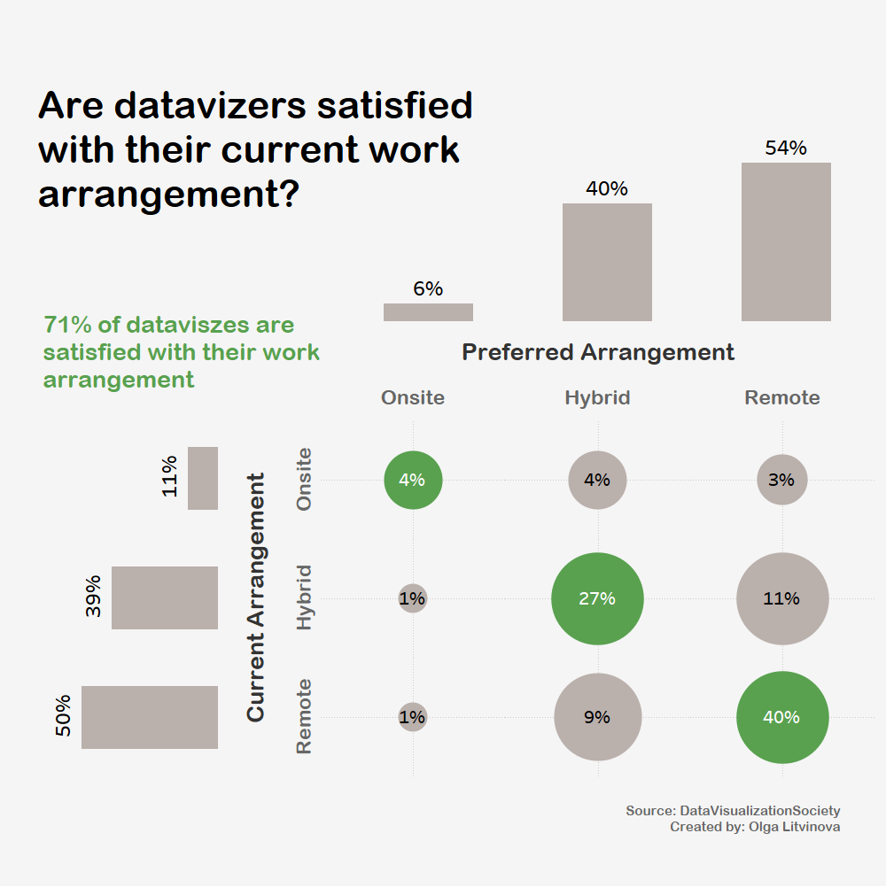 Are datavizers satisfied
with their current work
arrangement?
54%
40%
6%
71% of dataviszes are
satisfied with their work
arrangement
Preferred Arrangement
Onsite Hybrid Remote
Current Arrangement
11% Onsite 4% 4% 3%
39% Hybrid 1% 27% 11%
50% Remote 1% 9% 40%
Source: DataVisualizationSociety
Created by: Olga Litvinova